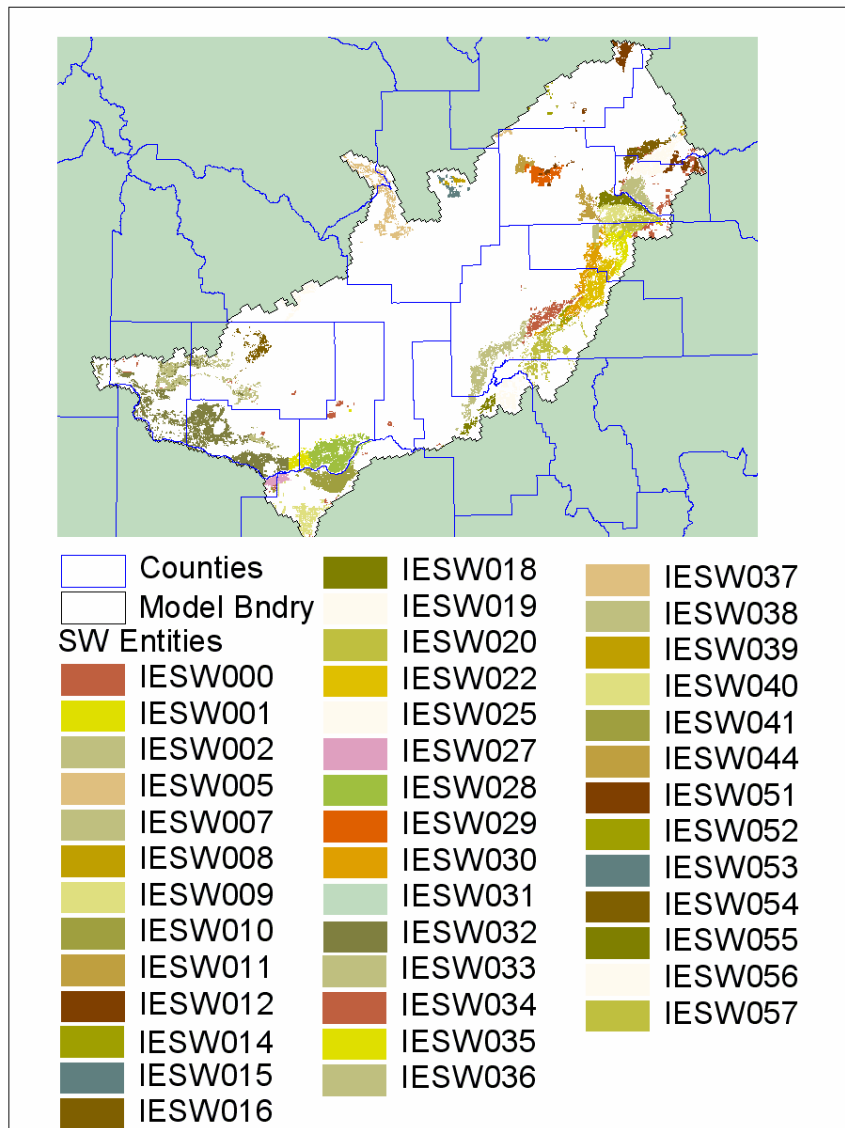 Counties
Model Bndry
SW Entities
IESW000
IESW001
IESW002
IESW005
IESW007
IESW008
IESW009
IESW010
IESW011
IESW012
IESW014
IESW015
IESW016
IESW018
IESW019
IESW020
IESW022
IESW025
IESW027
IESW028
IESW029
IESW030
IESW031
IESW032
IESW033
IESW034
IESW035
IESW036
IESW037
IESW038
IESW039
IESW040
IESW041
IESW044
IESW051
IESW052
IESW053
IESW054
IESW055
IESW056
IESW057